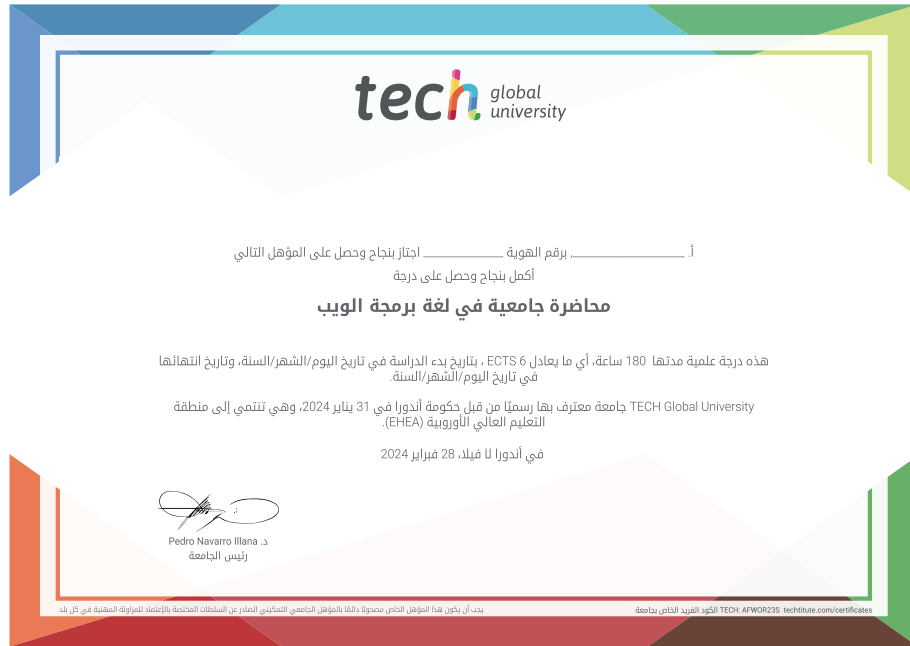 tech global university
أ. ________________, برقم الهوية ____________ اجتاز بنجاح وحصل على المؤهل التالي
أكمل بنجاح وحصل على درجة
محاضرة جامعية في لغة برمجة الويب
هذه درجة علمية مدتها 180 ساعة، أي ما يعادل 6 ECTS ، بتاريخ بدء الدراسة في تاريخ اليوم/الشهر/السنة، وتاريخ انتهائها
في تاريخ اليوم/الشهر/السنة.
TECH Global University جامعة معترف بها رسميًا من قبل حكومة أندورا في 31 يناير 2024، وهي تنتمي إلى منطقة
التعليم العالي الأوروبية (EHEA).
في أندورا لا فيلا، 28 فبراير 2024
د. Pedro Navarro Illana
رئيس الجامعة
يجب أن يكون هذا المؤهل الخاص مصحوبًا دائمًا بالمؤهل الجامعي التمكيني الصادر عن السلطات المختصة بالإعتماد للمزاولة المهنية في كل بلد.
الكود الفريد الخاص بجامعة TECH: AFWOR23S techtitute.com/certificates